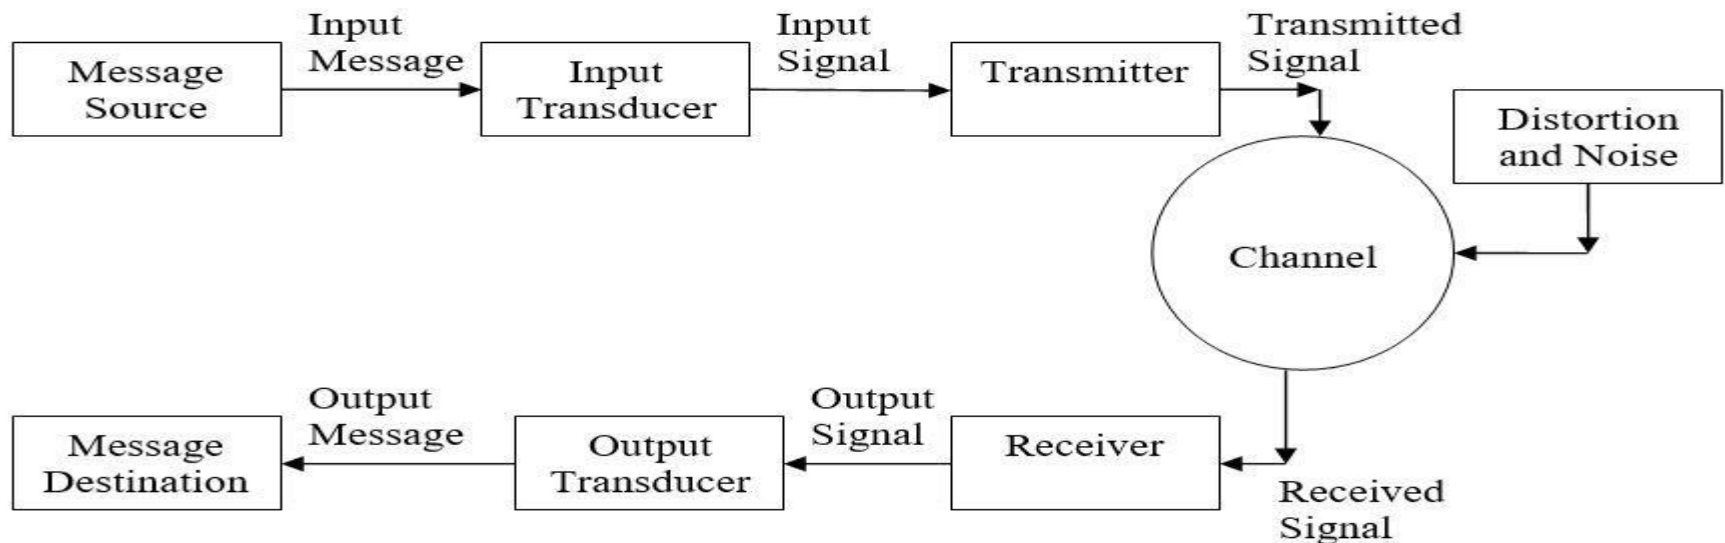 Input
Message
Input
Signal
Transmitted
Signal
Message
Source
Input
Transducer
Transmitter
Distortion
and Noise
Channel
Output
Message
Output
Signal
Message
Destination
Output
Transducer
Receiver
Received
Signal